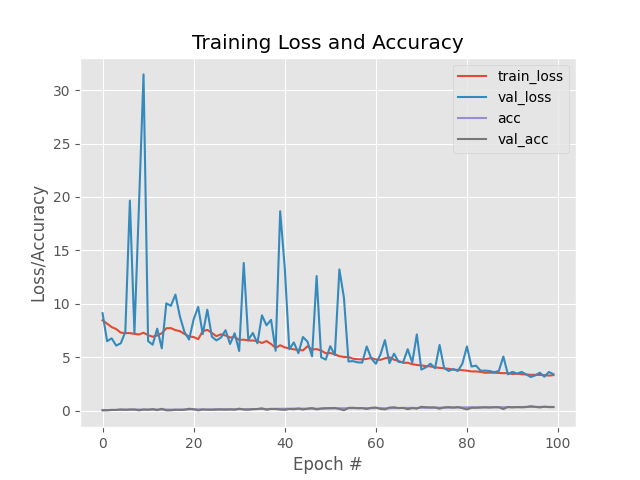 Training Loss and Accuracy
train_loss
val_loss
acc
val_acc
Loss/Accuracy
30
25
20
15
10
5
0
0 20 40 60 80 100
Epoch #